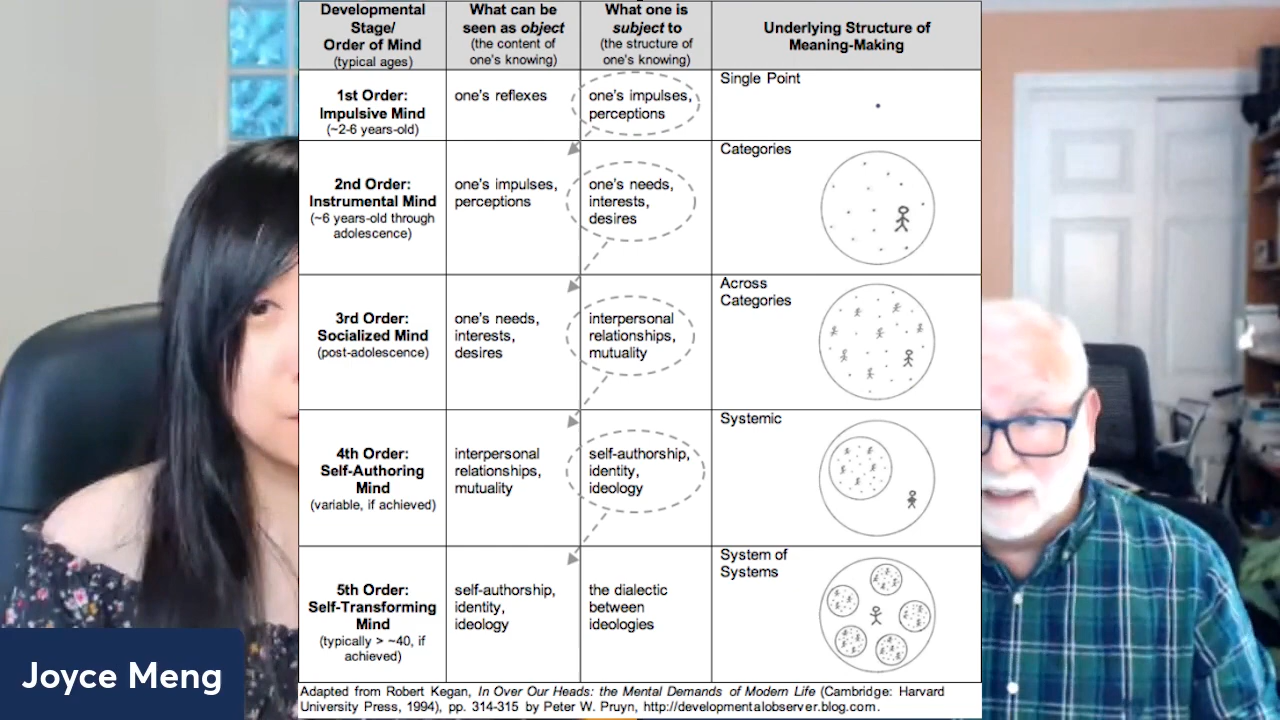 Developmental
Stage/
Order of Mind
(typical ages)
What can be
seen as object
(the content of
one's knowing)
What one is
subject to
(the structure of
one's knowing)
Underlying Structure of
Meaning-Making
1st Order:
Impulsive Mind
(~2-6 years-old)
one's reflexes
one's impulses,
perceptions
Single Point
2nd Order:
Instrumental Mind
(~6 years-old through
adolescence)
one's impulses,
perceptions
one's needs,
interests,
desires
Categories
3rd Order:
Socialized Mind
(post-adolescence)
one's needs,
interests,
desires
interpersonal
relationships,
mutuality
Across
Categories
4th Order:
Self-Authoring
Mind
(variable, if achieved)
interpersonal
relationships,
mutuality
self-authorship,
identity,
ideology
Systemic
5th Order:
Self-Transforming
Mind
(typically > ~40, if
achieved)
self-authorship,
identity,
ideology
the dialectic
between
ideologies
System of
Systems
Adapted from Robert Kegan, In Over Our Heads: the Mental Demands of Modern Life (Cambridge: Harvard
University Press, 1994), pp. 314-315 by Peter W. Pruyn, http://developmentalobserver.blog.com.
Joyce Meng